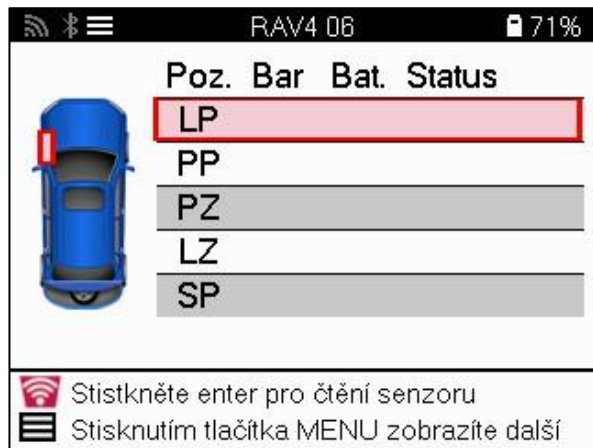 RAV4 06 71%
Poz. Bar Bat. Status
LP
PP
PZ
LZ
SP
Stistkněte enter pro čtění senzoru
Stisknutím tlačítka MENU zobrazíte další